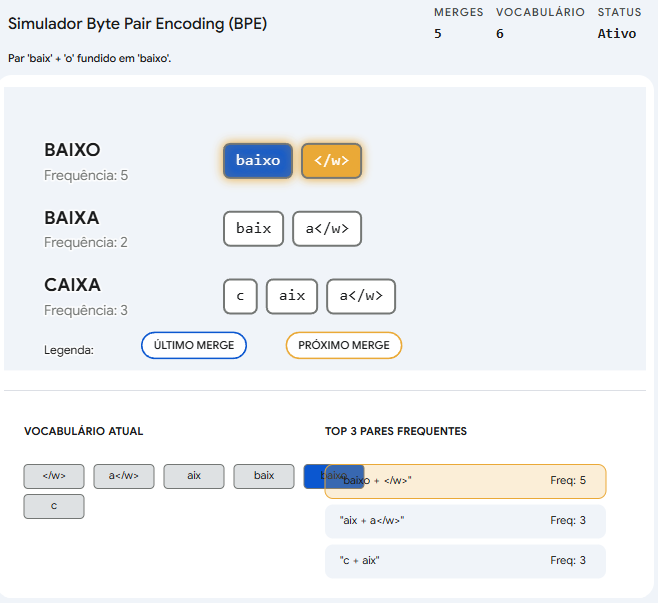 Simulador Byte Pair Encoding (BPE)
MERGES VOCABULÁRIO STATUS
5 6 Ativo
Par 'baix' + 'o' fundido em 'baixo'.
BAIXO
Frequência: 5
baixo </w>
BAIXA
Frequência: 2
baix a</w>
CAIXA
Frequência: 3
c aix a</w>
Legenda: ÚLTIMO MERGE PRÓXIMO MERGE
VOCABULÁRIO ATUAL
</w> a</w> aix baix baixo
c
TOP 3 PARES FREQUENTES
"baixo + </w>" Freq: 5
"aix + a</w>" Freq: 3
"c + aix" Freq: 3